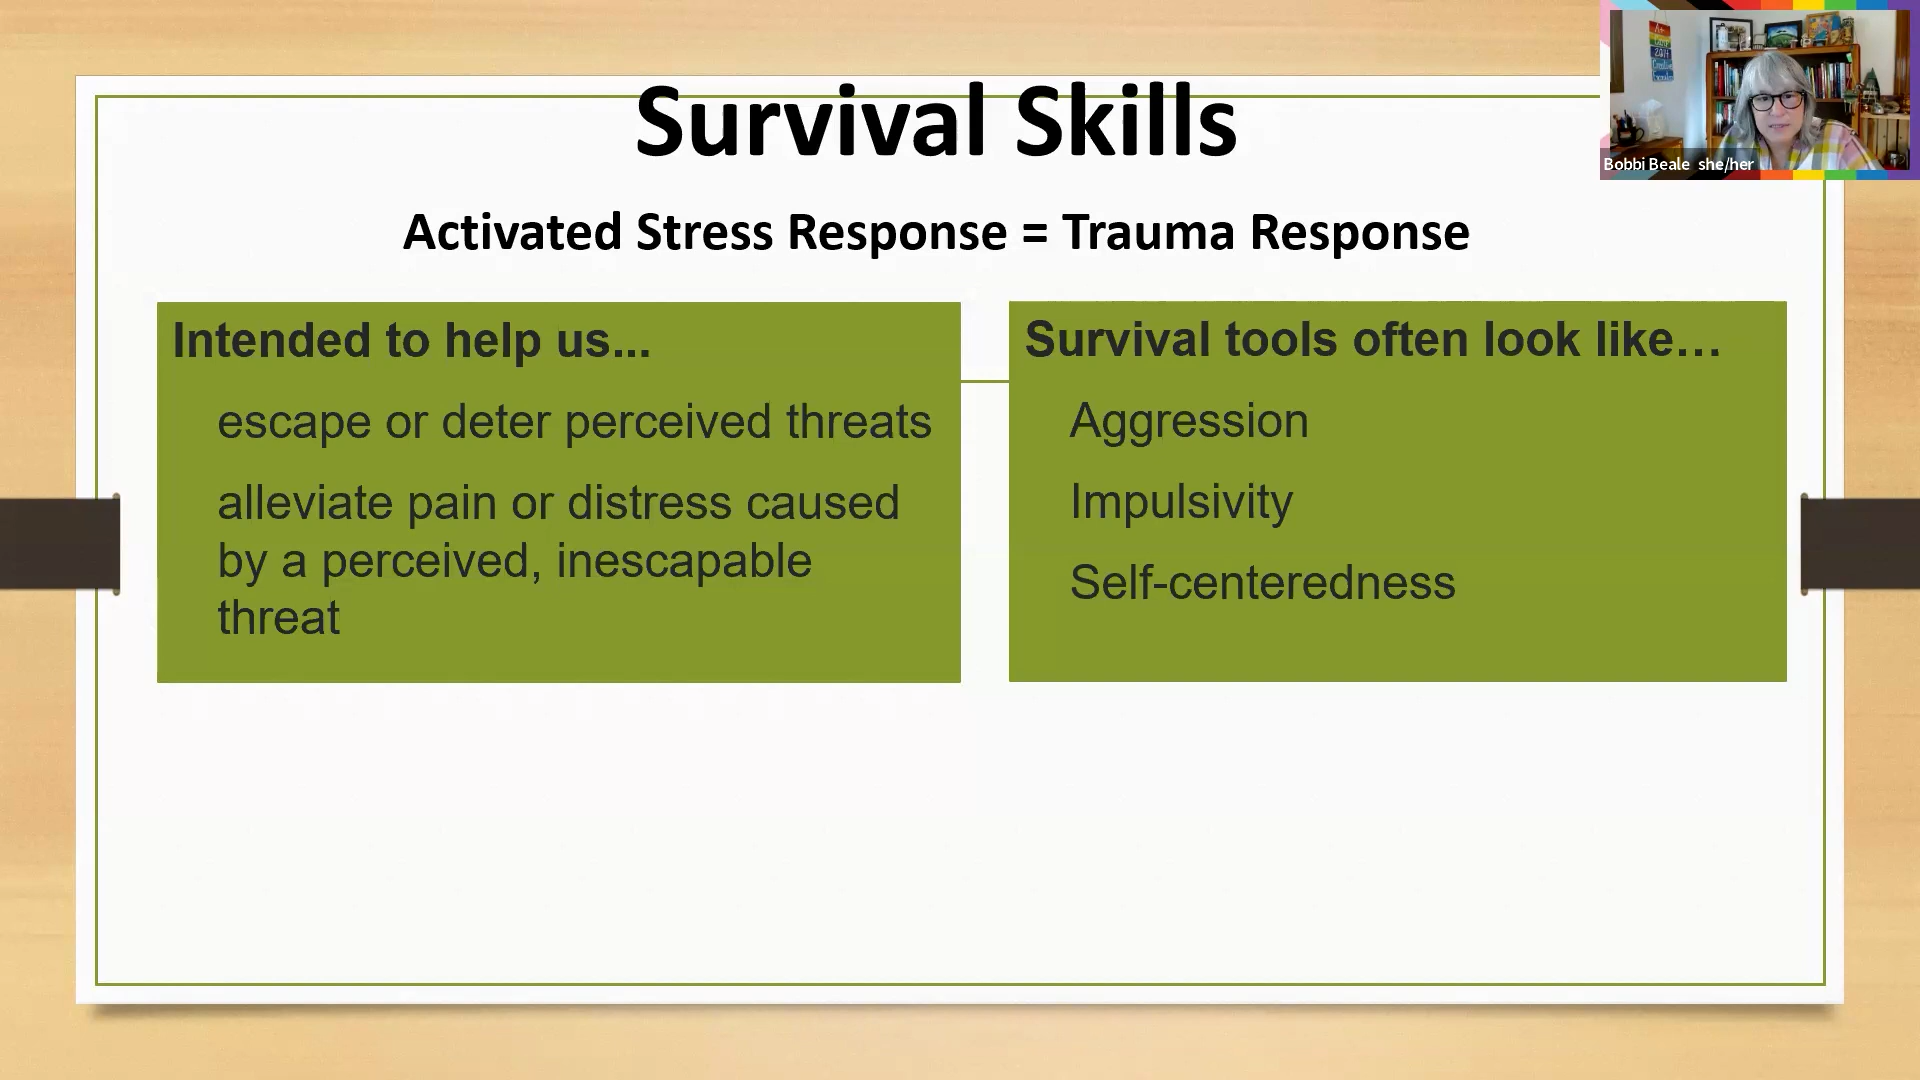 Survival Skills
Activated Stress Response = Trauma Response
Intended to help us...
escape or deter perceived threats
alleviate pain or distress caused
by a perceived, inescapable
threat
Survival tools often look like…
Aggression
Impulsivity
Self-centeredness
Bobbi Beale she/her